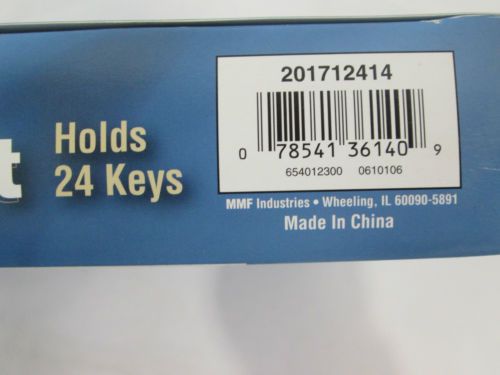 Holds
24 Keys
201712414
0 78541 36140 9
654012300 0610106
MMF Industries • Wheeling, IL 60090-5891
Made In China